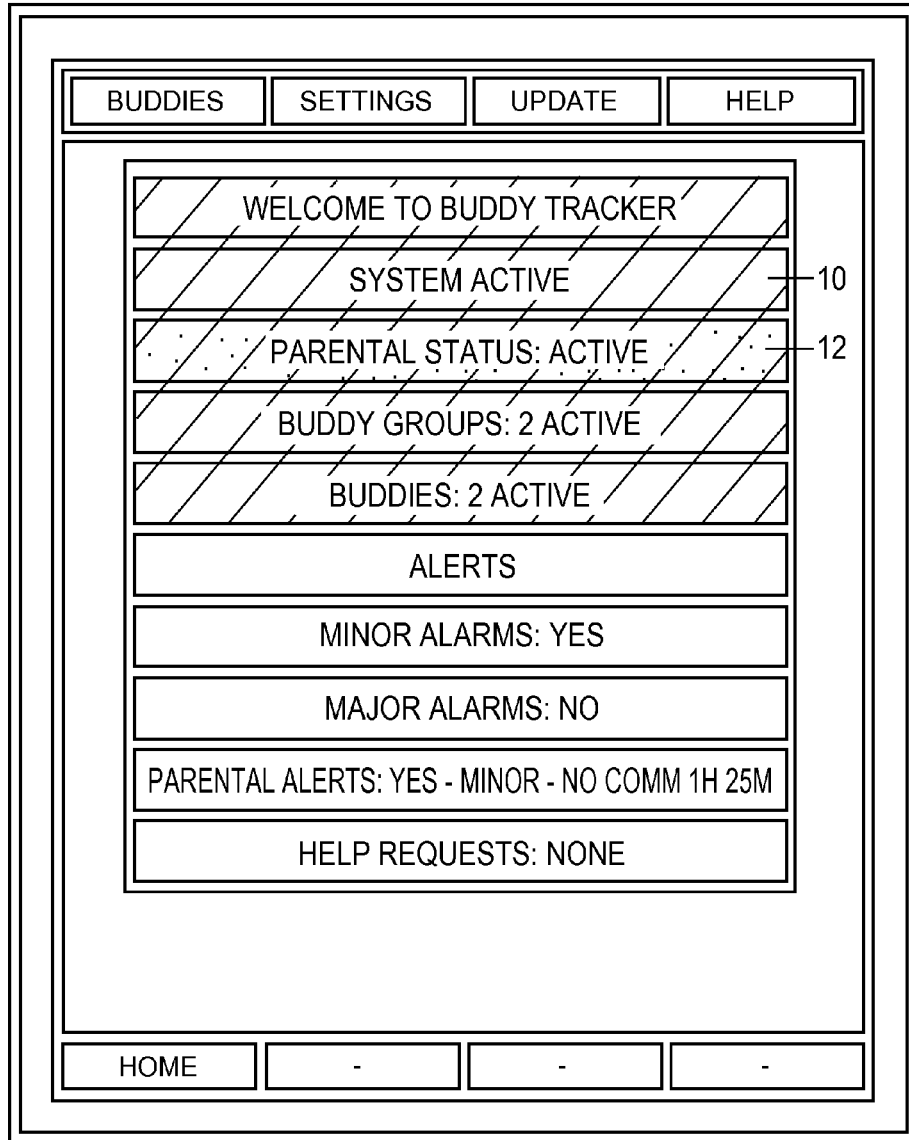 BUDDIES SETTINGS UPDATE HELP
WELCOME TO BUDDY TRACKER
SYSTEM ACTIVE 10
PARENTAL STATUS: ACTIVE 12
BUDDY GROUPS: 2 ACTIVE
BUDDIES: 2 ACTIVE
ALERTS
MINOR ALARMS: YES
MAJOR ALARMS: NO
PARENTAL ALERTS: YES - MINOR - NO COMM 1H 25M
HELP REQUESTS: NONE
HOME - - -